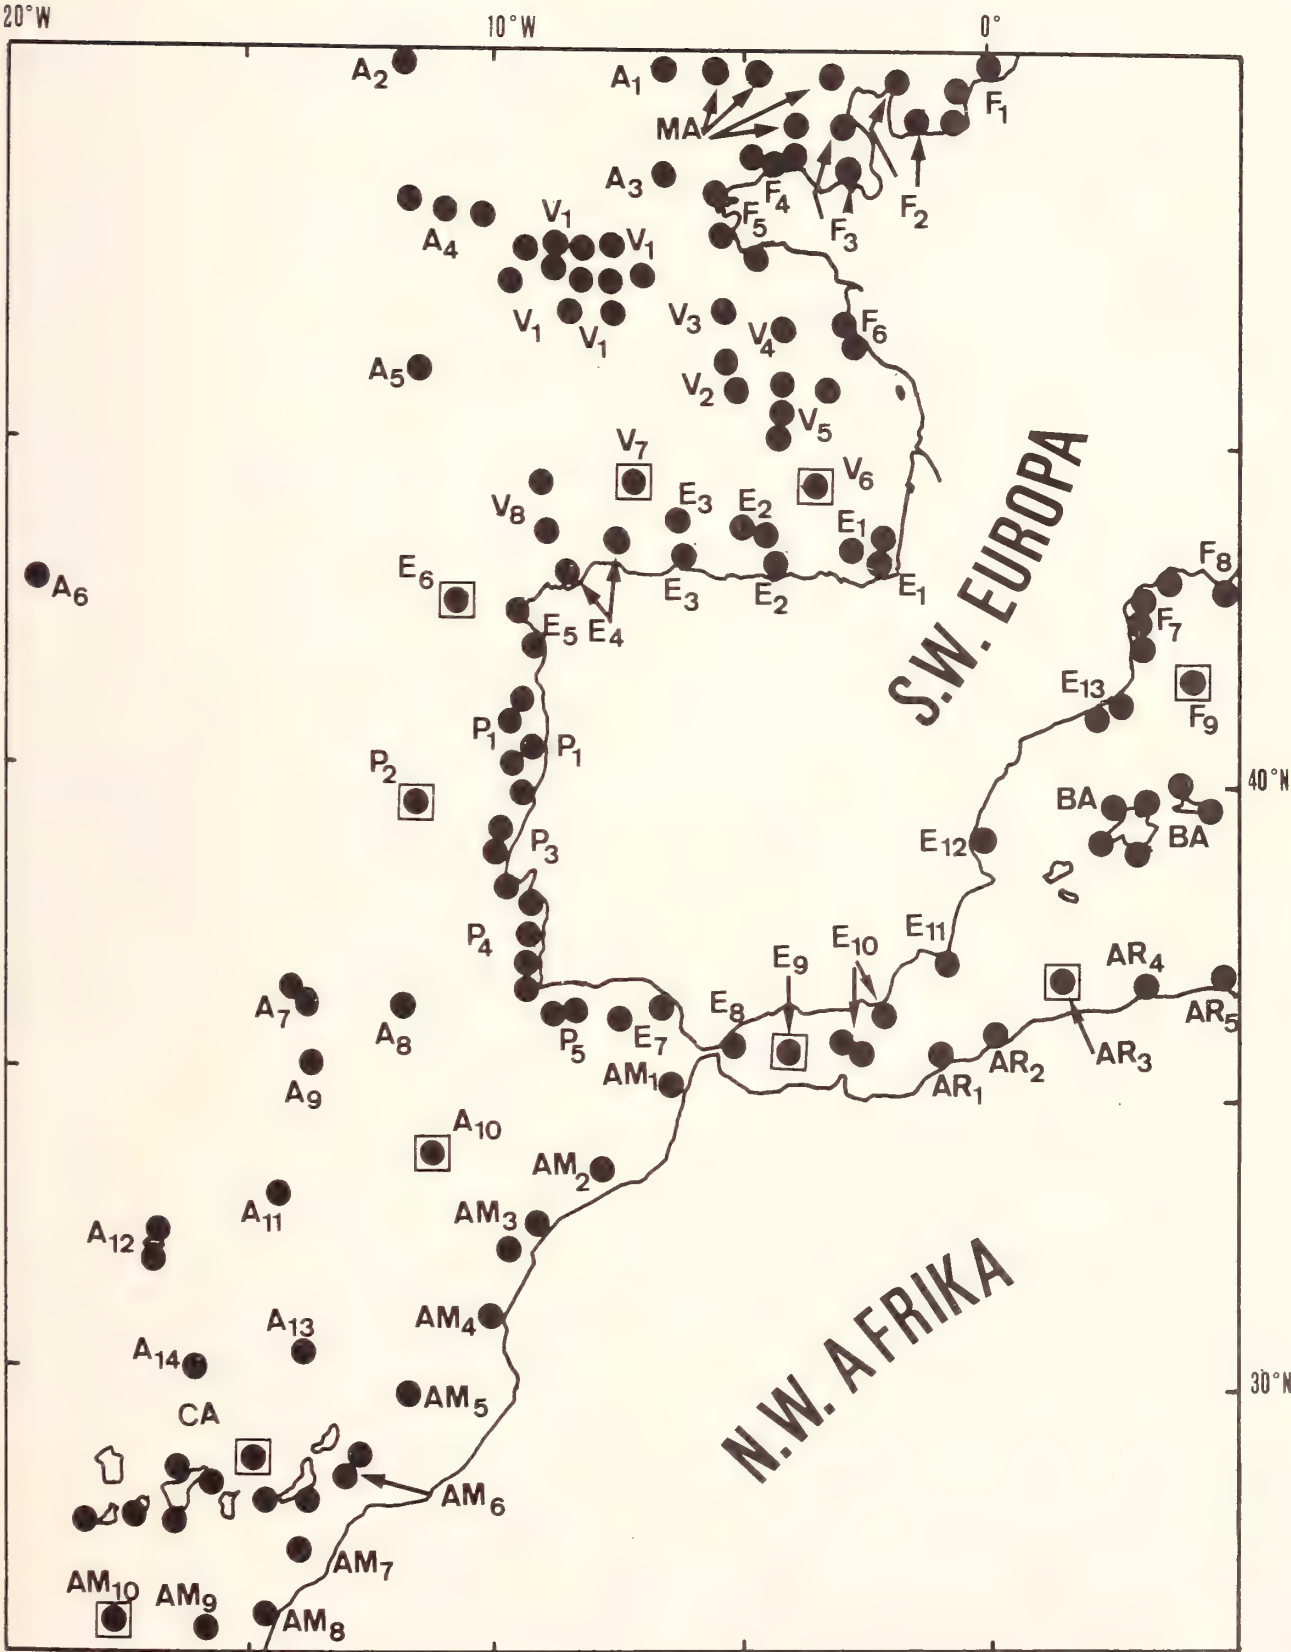 20°W 10°W 0°
A2 A1 F1
MA
A3 F4 F2
F5 F3
A4 V1 V1
V1 V1 V3 V4 F6
A5 V2 V5
V7 V6
V8 E3 E2 E1
A6 E6 F8
E5 E4 E3 E2 E1
F7
S.W. EUROPA
E13 F9
P1 P1
P2 40°N
BA BA
P3 E12
P4 E10 E11
E9 AR4
A7 A8 P5 E7 E8 AR5
A9 AM1 AR1 AR2 AR3
A10
AM2
A11 AM3
A12
N.W. AFRIKA
A13 AM4
A14
AM5 30°N
CA
AM6
AM7
AM10 AM9 AM8